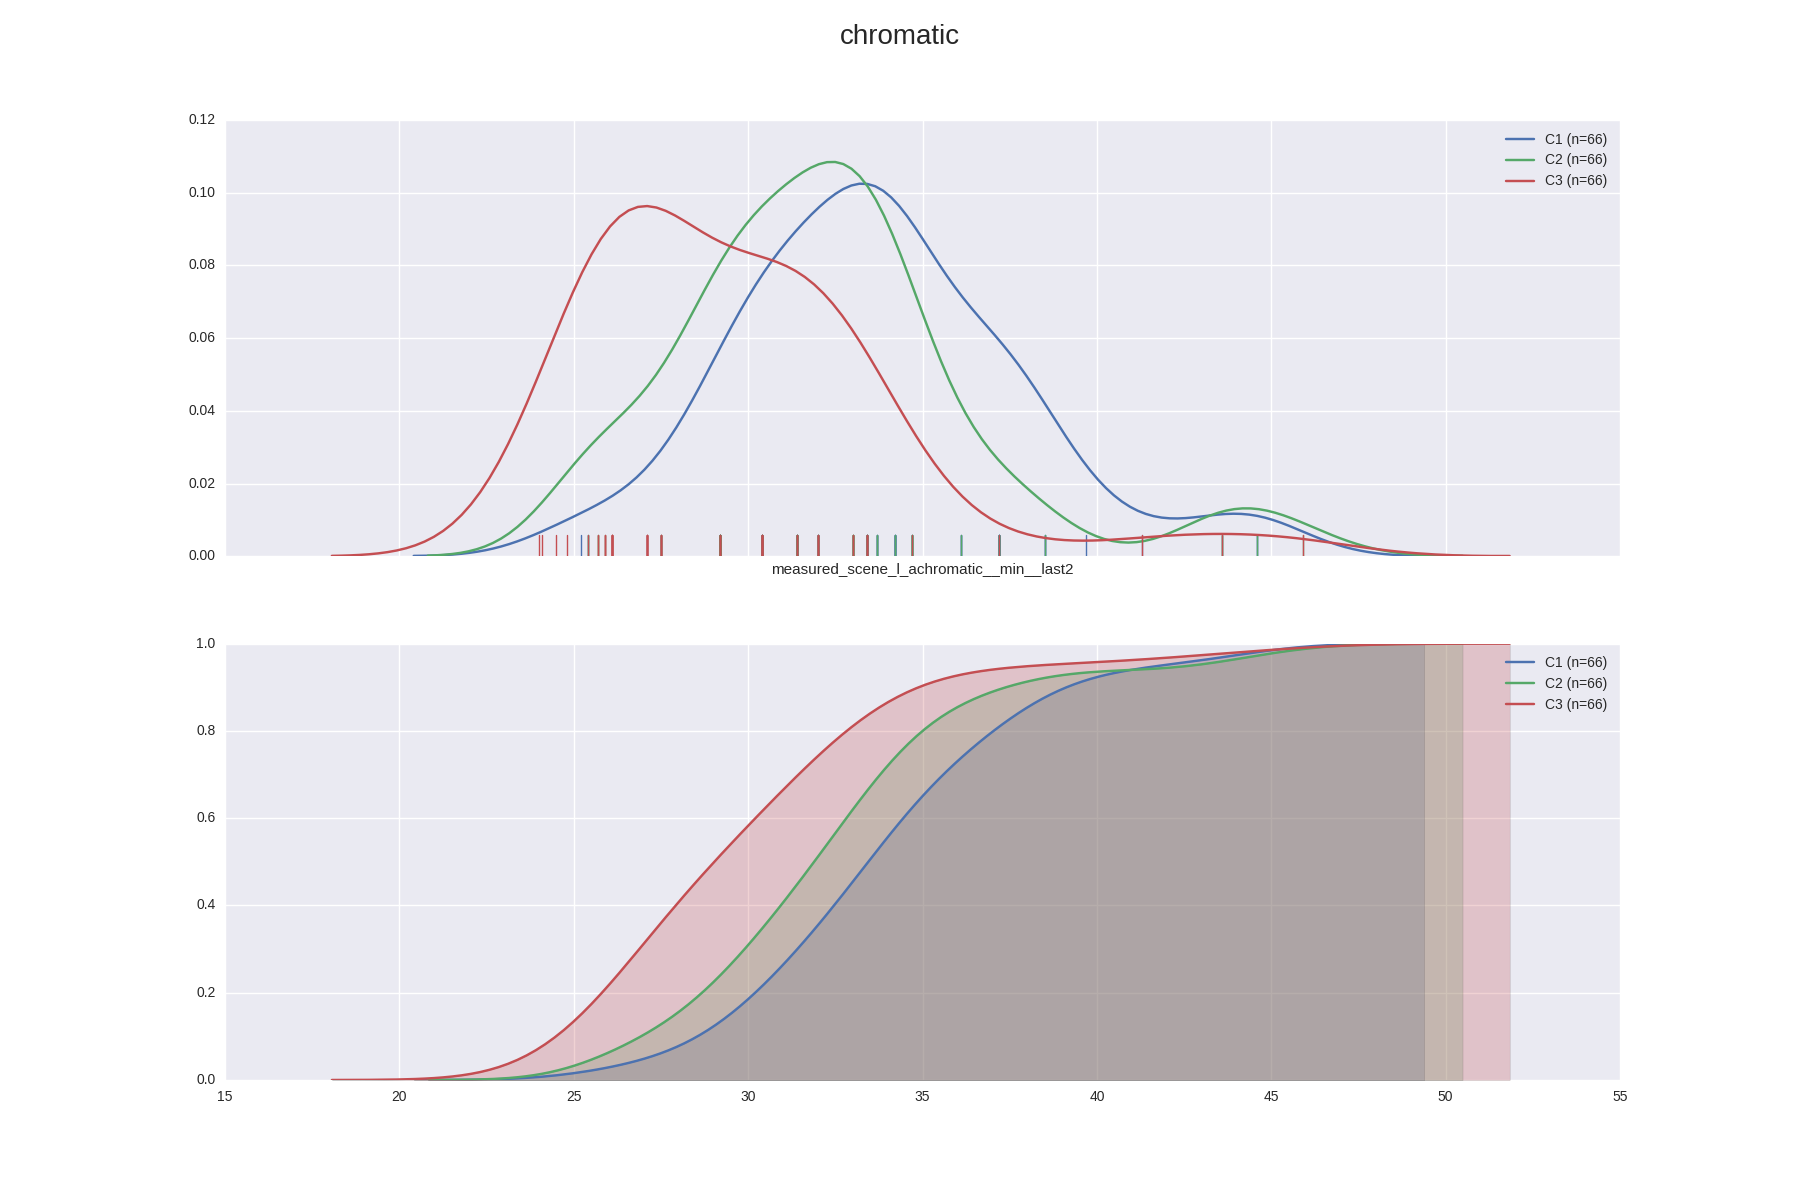 chromatic
0.12
0.10
0.08
0.06
0.04
0.02
0.00
C1 (n=66)
C2 (n=66)
C3 (n=66)
measured_scene_l_achromatic__min__last2
1.0
0.8
0.6
0.4
0.2
0.0
C1 (n=66)
C2 (n=66)
C3 (n=66)
15 20 25 30 35 40 45 50 55